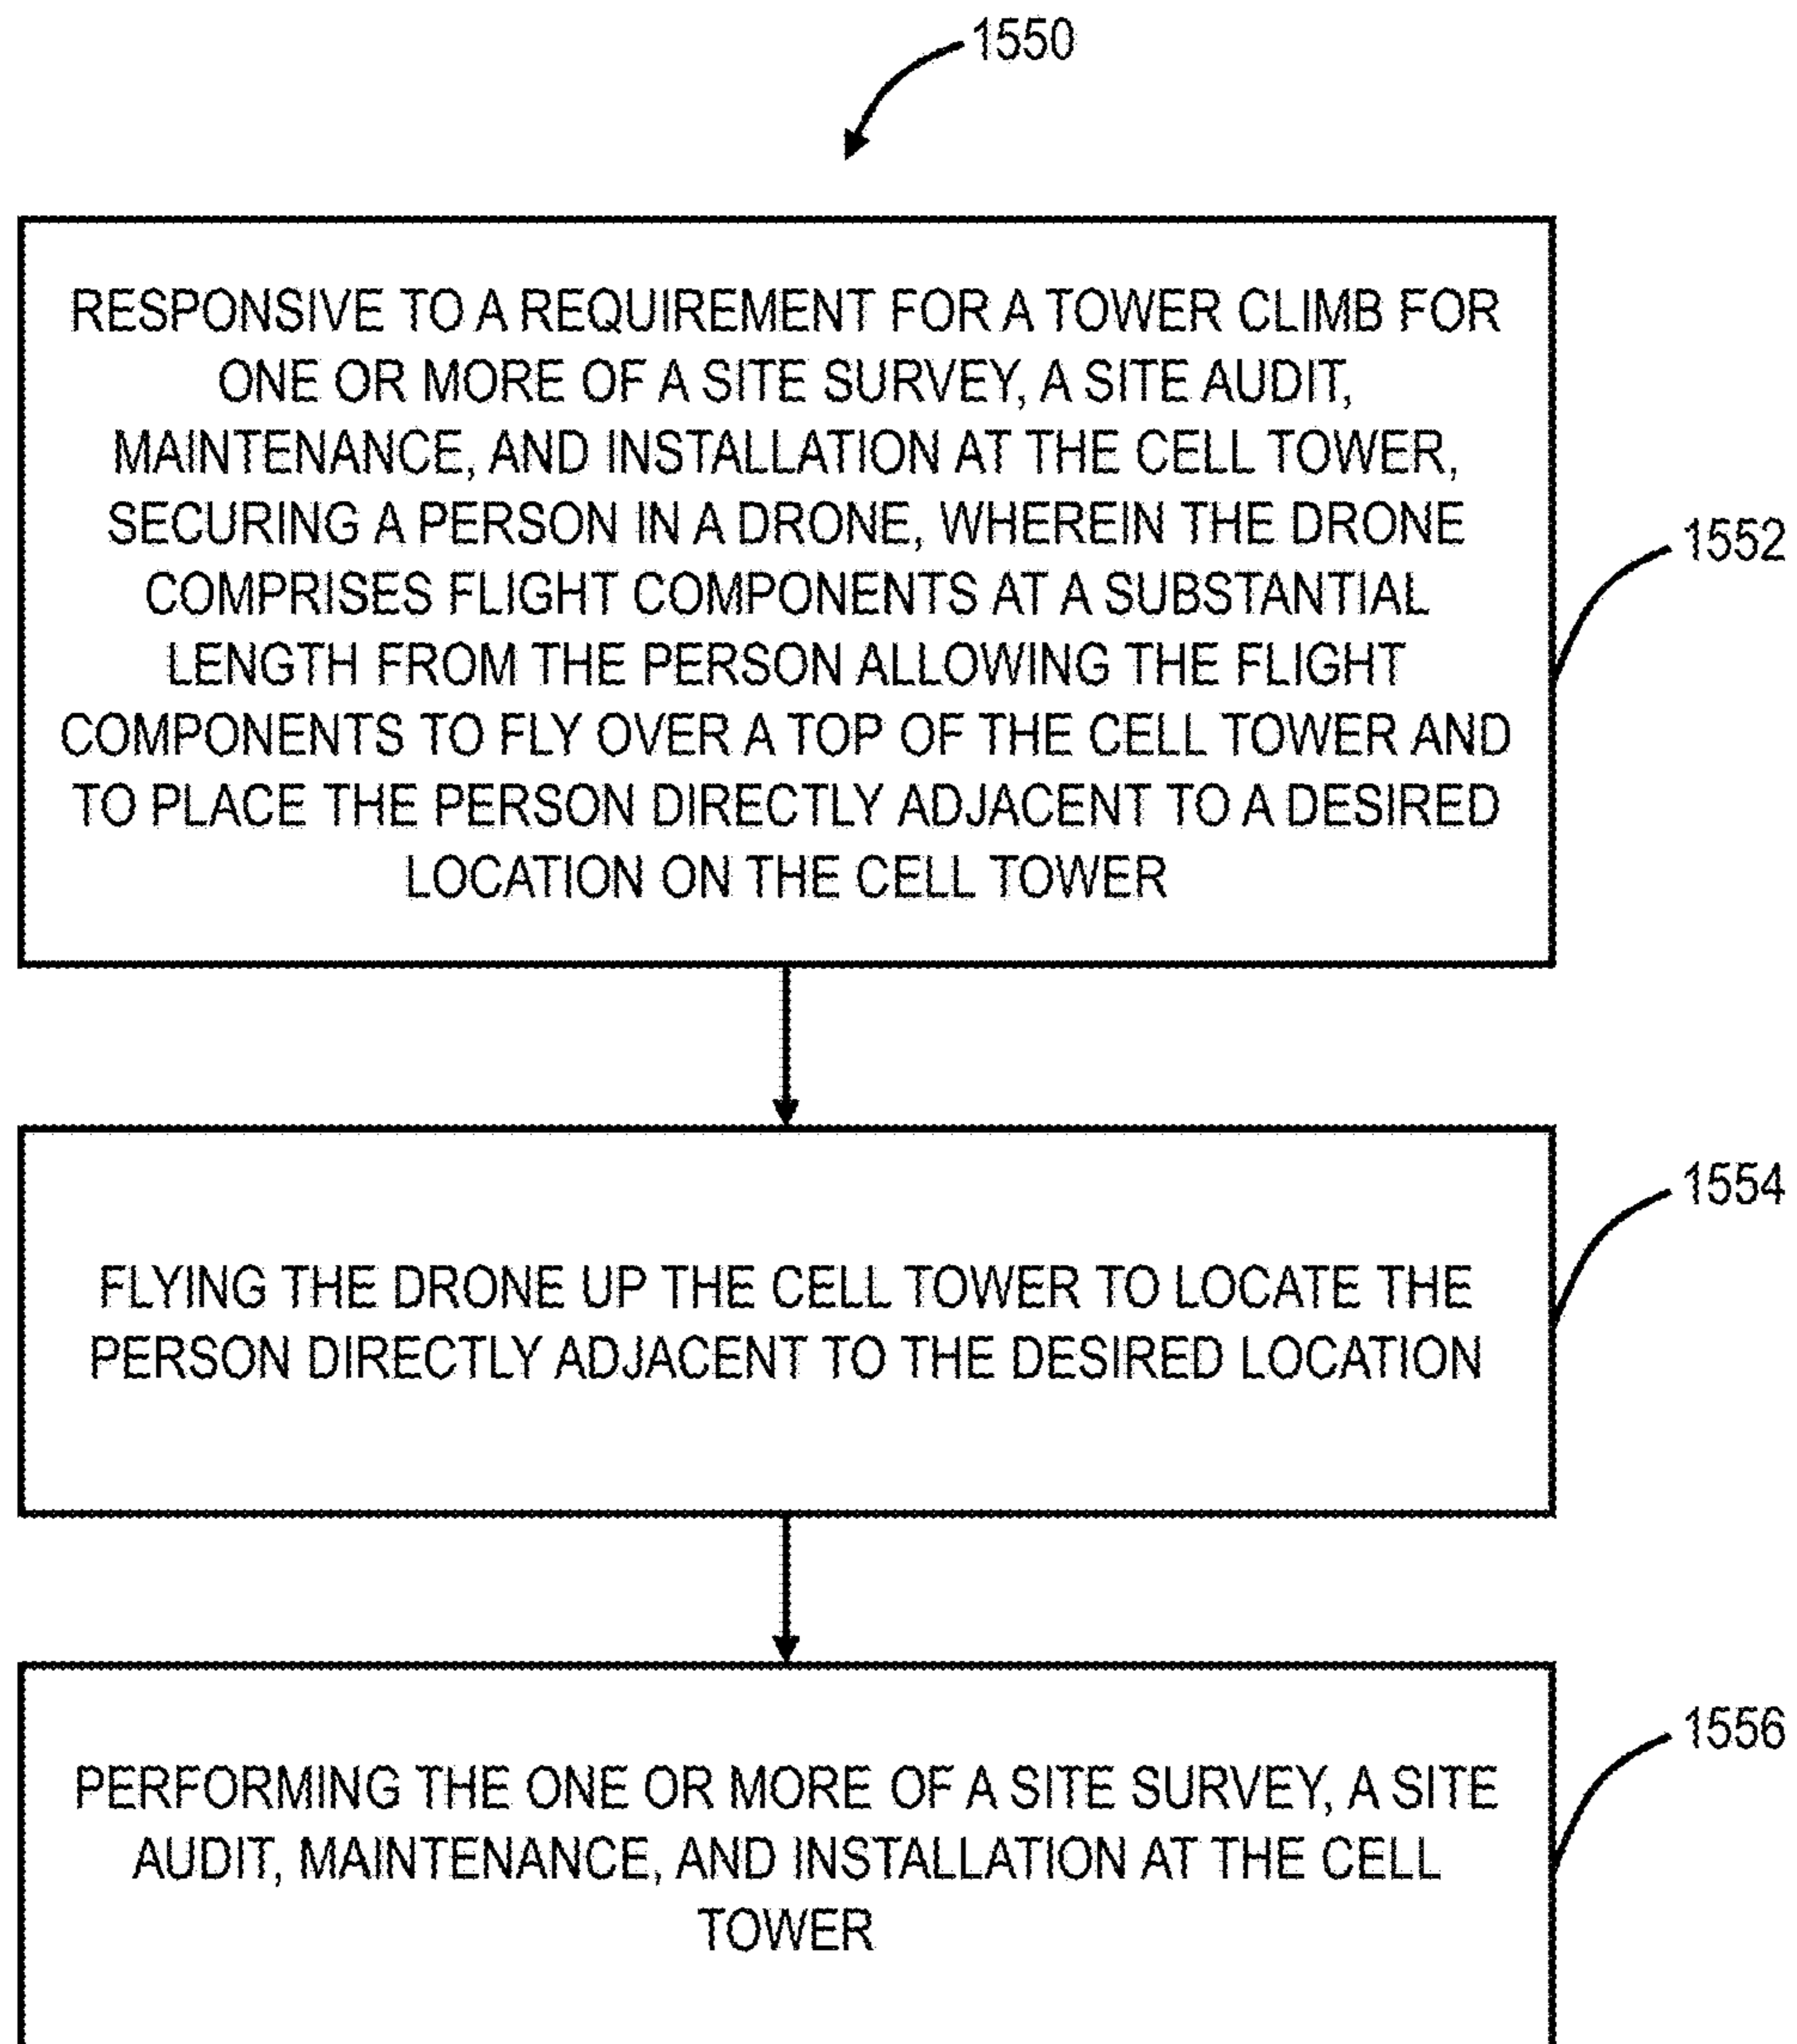 1550
RESPONSIVE TO A REQUIREMENT FOR A TOWER CLIMB FOR
ONE OR MORE OF A SITE SURVEY, A SITE AUDIT,
MAINTENANCE, AND INSTALLATION AT THE CELL TOWER,
SECURING A PERSON IN A DRONE, WHEREIN THE DRONE
COMPRISES FLIGHT COMPONENTS AT A SUBSTANTIAL
LENGTH FROM THE PERSON ALLOWING THE FLIGHT
COMPONENTS TO FLY OVER A TOP OF THE CELL TOWER AND
TO PLACE THE PERSON DIRECTLY ADJACENT TO A DESIRED
LOCATION ON THE CELL TOWER
1552
FLYING THE DRONE UP THE CELL TOWER TO LOCATE THE
PERSON DIRECTLY ADJACENT TO THE DESIRED LOCATION
1554
PERFORMING THE ONE OR MORE OF A SITE SURVEY, A SITE
AUDIT, MAINTENANCE, AND INSTALLATION AT THE CELL
TOWER
1556